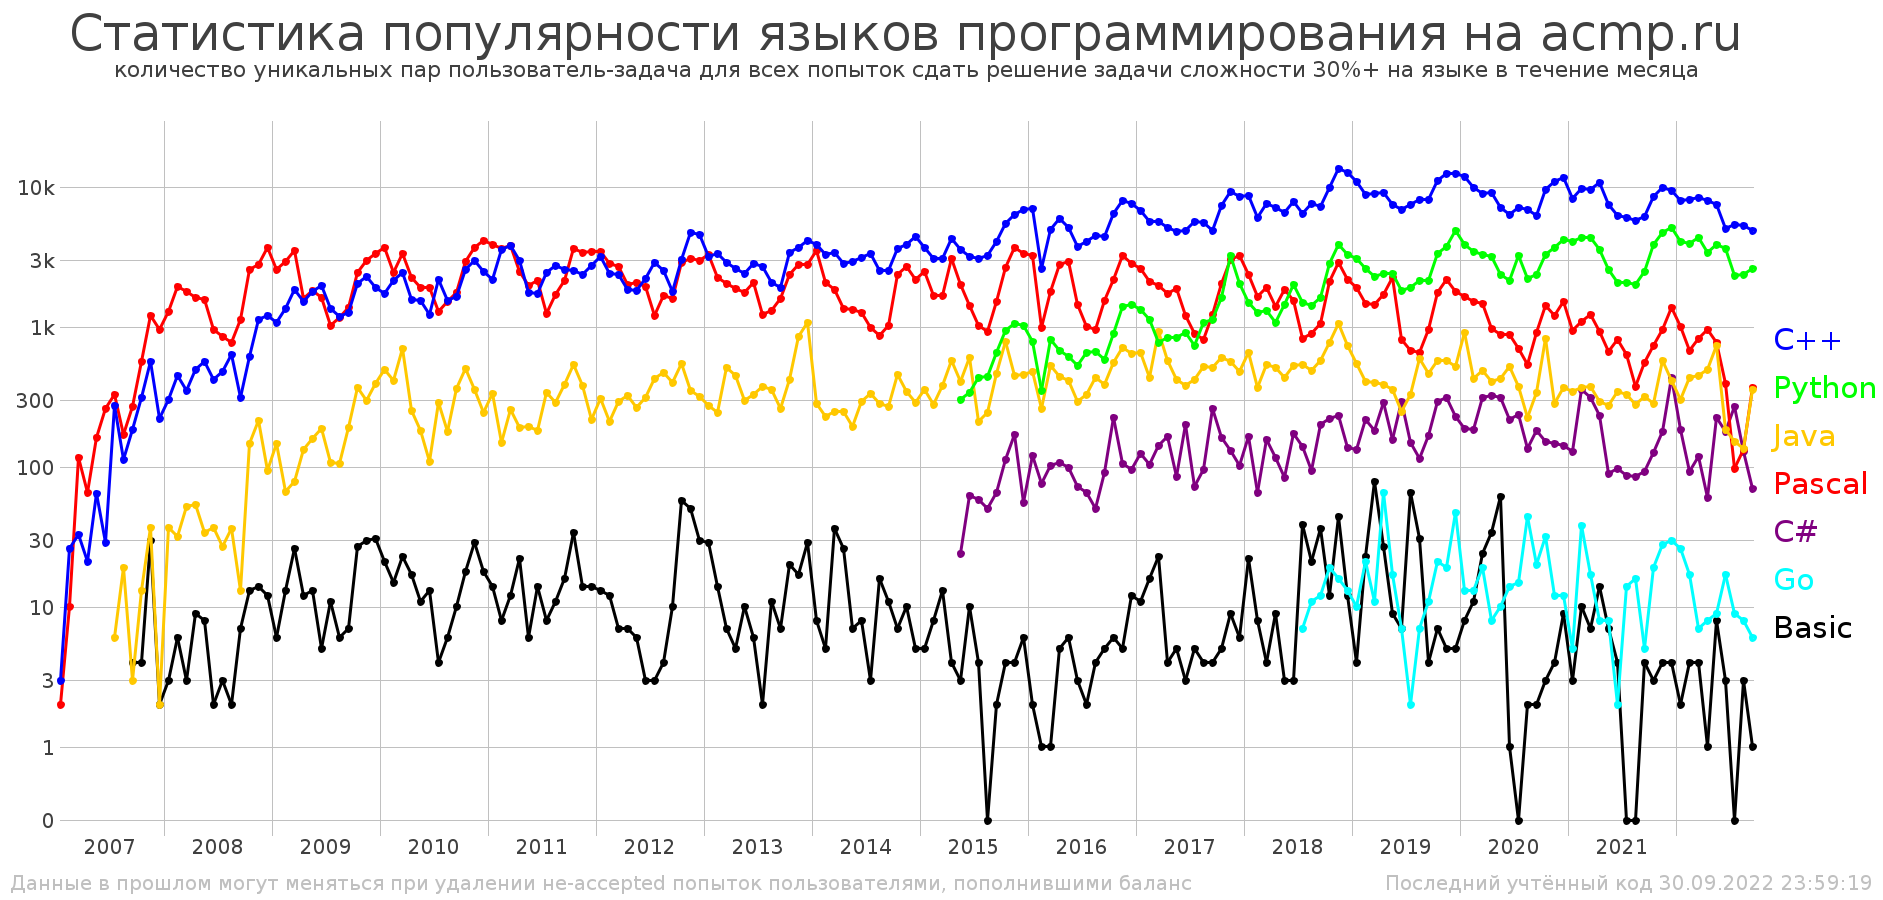 Статистика популярности языков программирования на acmp.ru
количество уникальных пар пользователь-задача для всех попыток сдать решение задачи сложности 30%+ на языке в течение месяца
10k
3k
1k
300
100
30
10
3
1
0
C++
Python
Java
Pascal
C#
Go
Basic
2007 2008 2009 2010 2011 2012 2013 2014 2015 2016 2017 2018 2019 2020 2021
Данные в прошлом могут меняться при удалении не-accepted попыток пользователями, пополнившими баланс
Последний учтённый код 30.09.2022 23:59:19